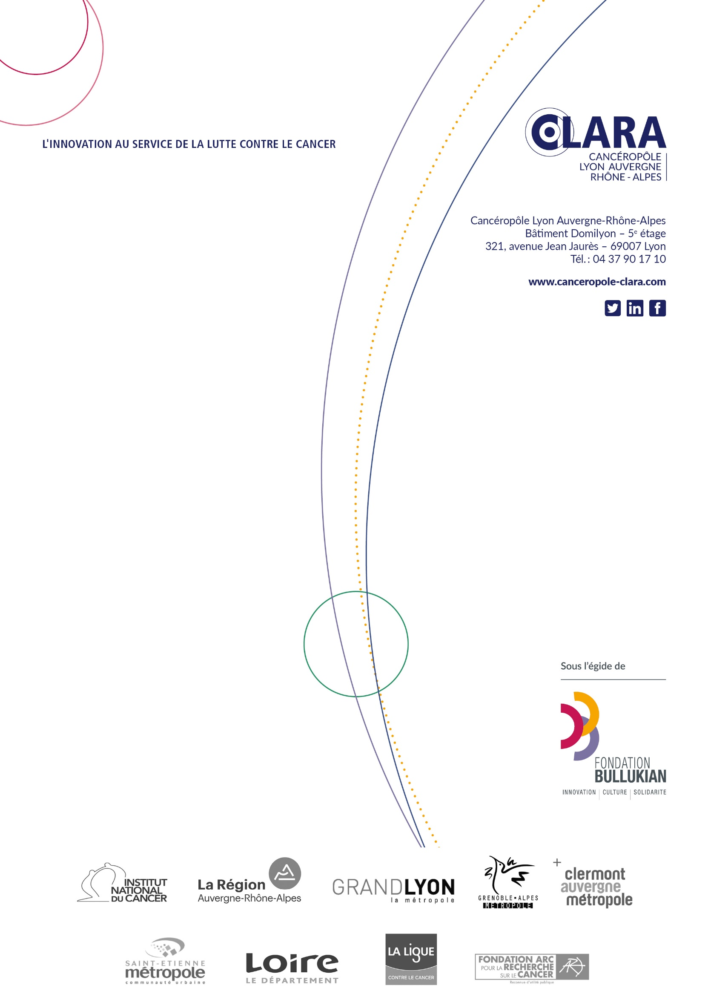 L'INNOVATION AU SERVICE DE LA LUTTE CONTRE LE CANCER
CLARA
CANCÉROPÔLE
LYON AUVERGNE
RHÔNE - ALPES
Cancéropôle Lyon Auvergne-Rhône-Alpes
Bâtiment Domilyon – 5e étage
321, avenue Jean Jaurès – 69007 Lyon
Tél. : 04 37 90 17 10
www.canceropole-clara.com
Sous l'égide de
FONDATION
BULLUKIAN
INNOVATION | CULTURE | SOLIDARITE
INSTITUT
NATIONAL
DU CANCER
La Région
Auvergne-Rhône-Alpes
GRANDLYON
la métropole
GRENOBLE-ALPES
METROPOLE
clermont
auvergne
métropole
SAINT-ETIENNE
métropole
communauté urbaine
Loire
LE DÉPARTEMENT
LA LIGUE
CONTRE LE CANCER
FONDATION ARC
POUR LA RECHERCHE
SUR LE CANCER
Reconnue d'utilité publique
ARC